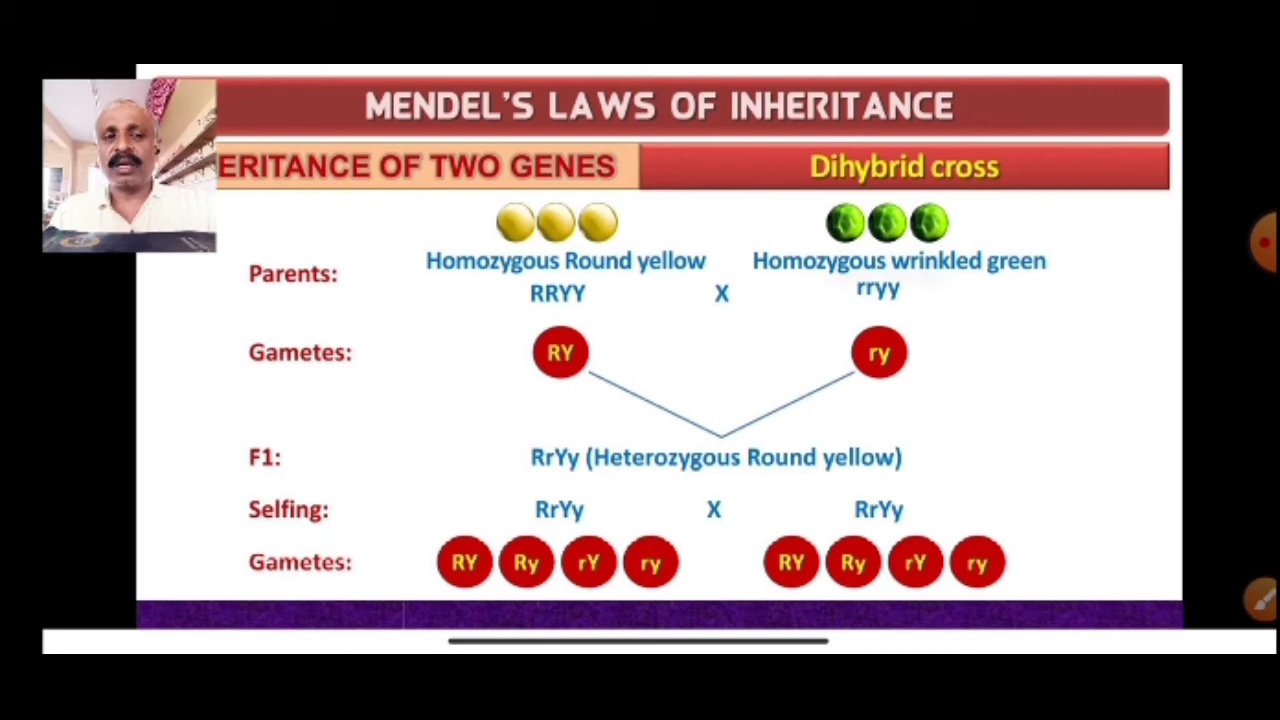 MENDEL'S LAWS OF INHERITANCE
ERITANCE OF TWO GENES
Dihybrid cross
Parents:
Homozygous Round yellow
Homozygous wrinkled green
RRYY X rryy
Gametes: RY ry
F1: RrYy (Heterozygous Round yellow)
Selfing: RrYy X RrYy
Gametes: RY Ry rY ry RY Ry rY ry